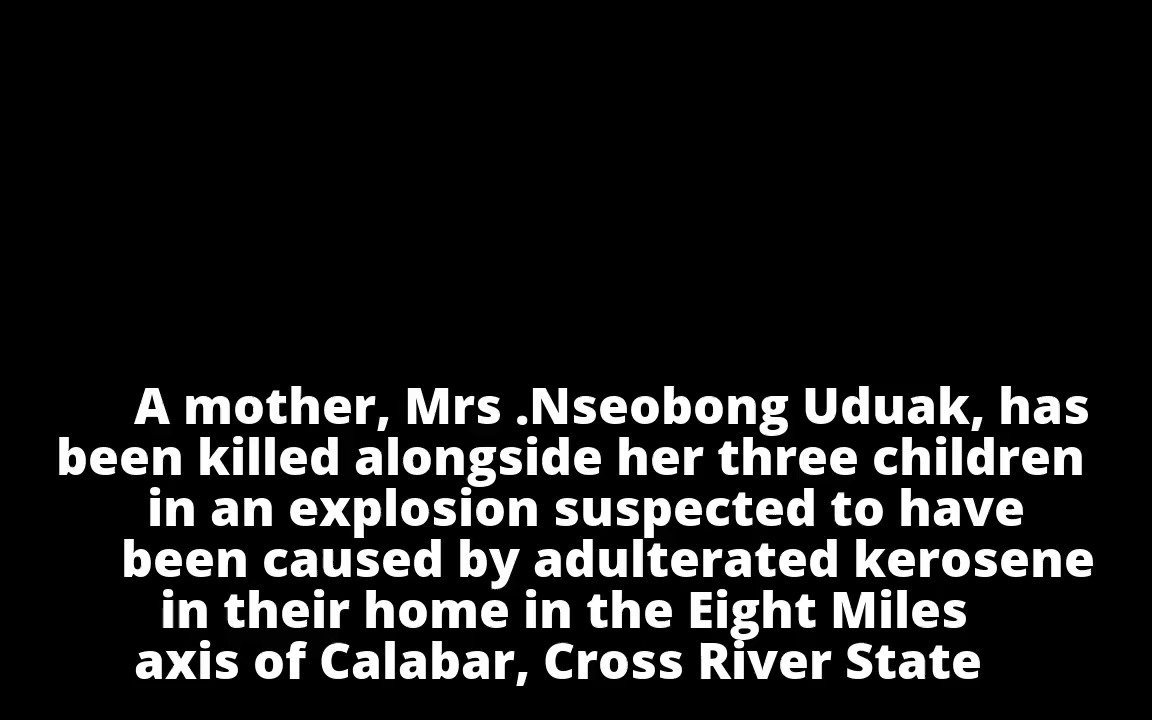 A mother, Mrs .Nseobong Uduak, has
been killed alongside her three children
in an explosion suspected to have
been caused by adulterated kerosene
in their home in the Eight Miles
axis of Calabar, Cross River State